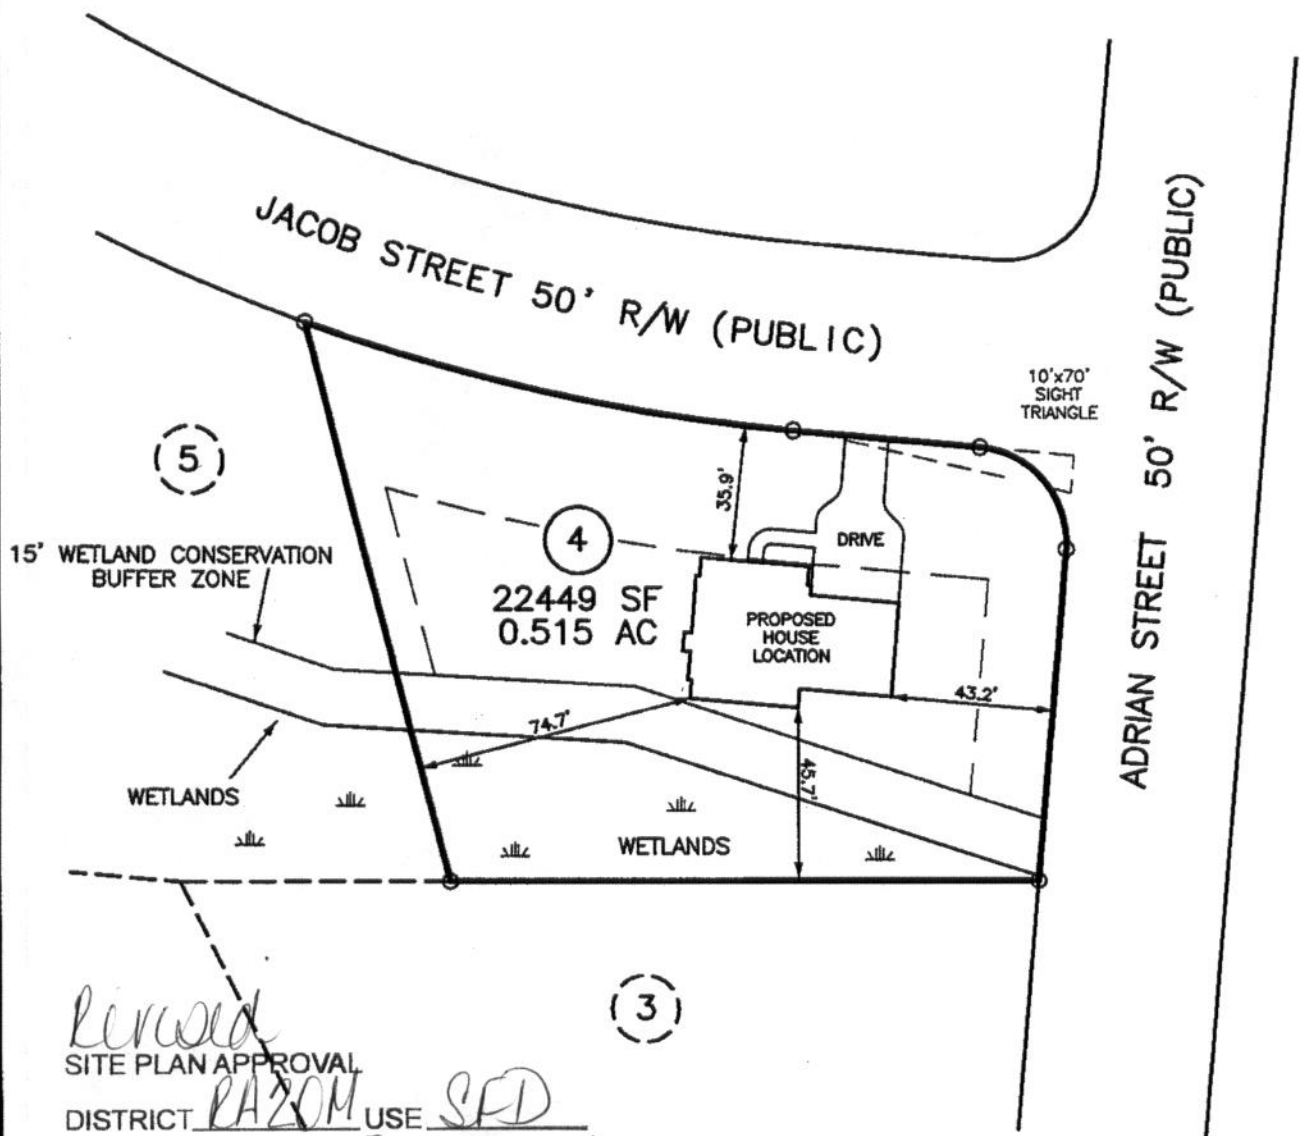 JACOB STREET 50' R/W (PUBLIC)
ADRIAN STREET 50' R/W (PUBLIC)
10'x70'
SIGHT
TRIANGLE
5
35.9'
4
DRIVE
15' WETLAND CONSERVATION
BUFFER ZONE
22449 SF
0.515 AC
PROPOSED
HOUSE
LOCATION
43.2'
74.7'
45.7'
WETLANDS
WETLANDS
3
Revised
SITE PLAN APPROVAL
DISTRICT RA20M USE SFD